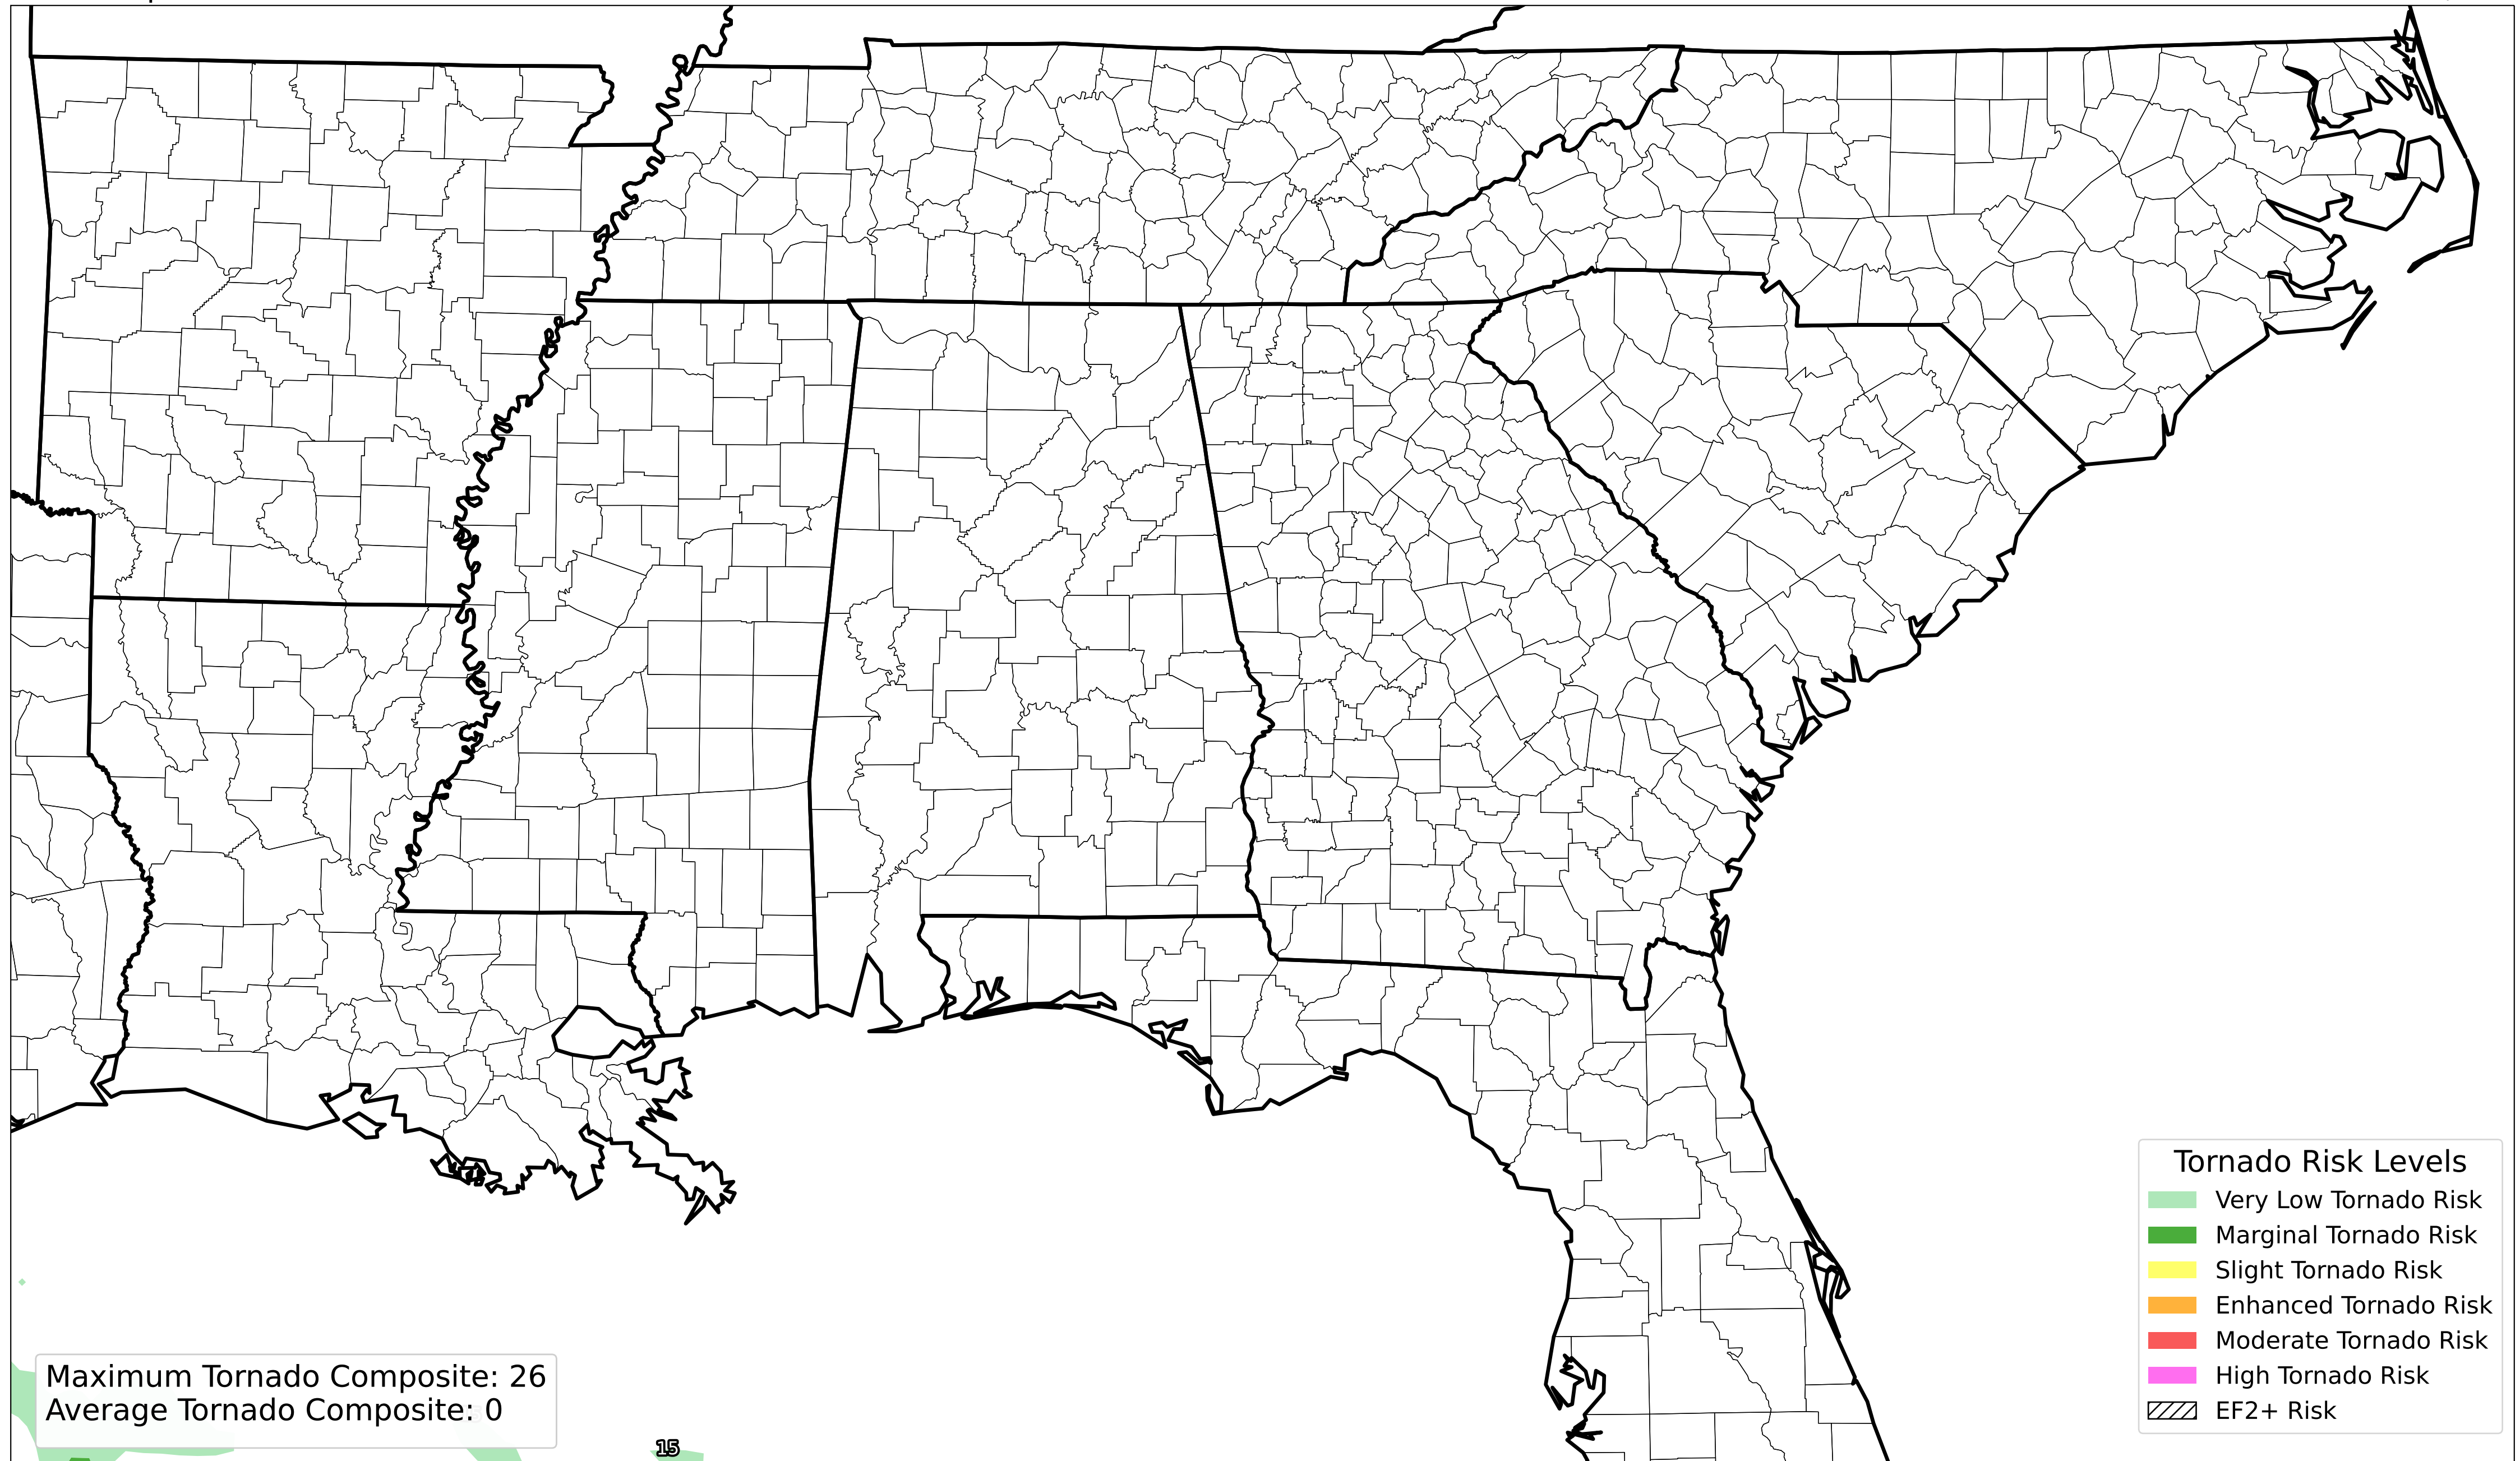 Tornado Risk Levels
Very Low Tornado Risk
Marginal Tornado Risk
Slight Tornado Risk
Enhanced Tornado Risk
Moderate Tornado Risk
High Tornado Risk
EF2+ Risk
Maximum Tornado Composite: 26
Average Tornado Composite: 0
15